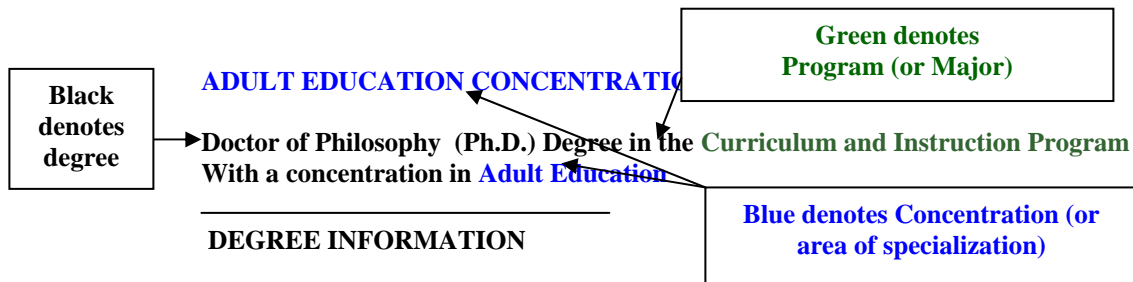 Green denotes
Program (or Major)
ADULT EDUCATION CONCENTRATIO
Black
denotes
degree
Doctor of Philosophy (Ph.D.) Degree in the Curriculum and Instruction Program
With a concentration in Adult Education
DEGREE INFORMATION
Blue denotes Concentration (or
area of specialization)